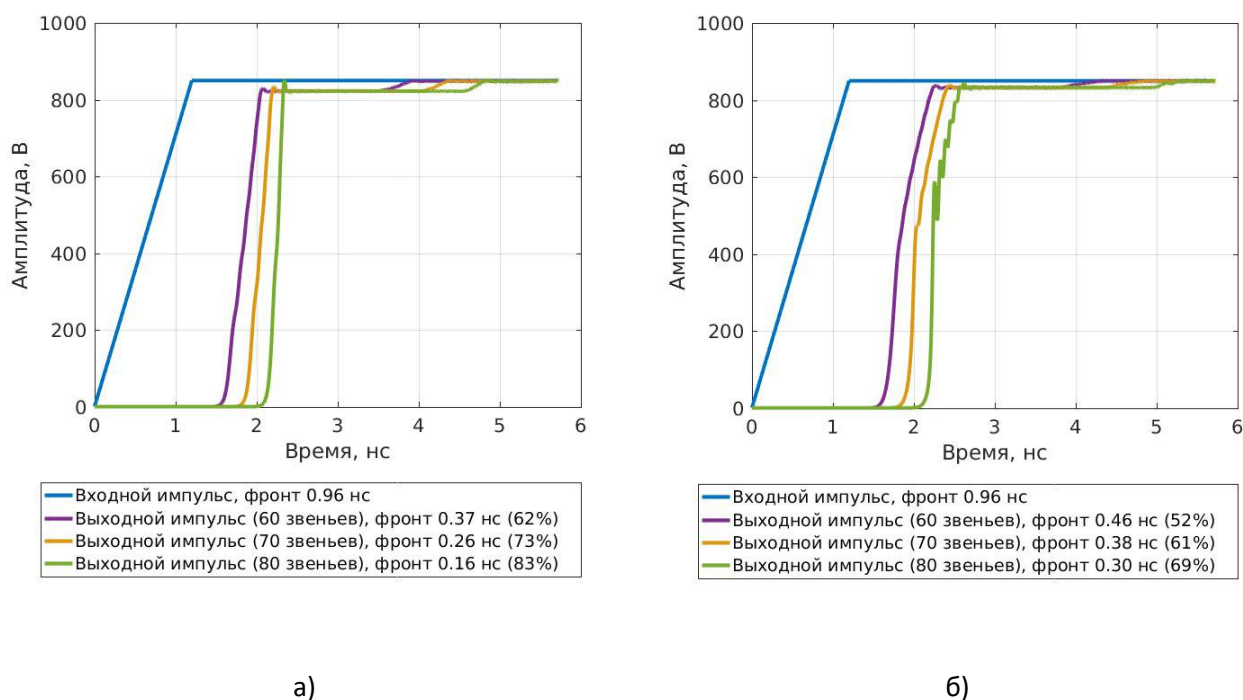 1000
800
600
400
200
0
Амплитуда, В
0 1 2 3 4 5 6
Время, нс
Входной импульс, фронт 0.96 нс
Выходной импульс (60 звеньев), фронт 0.37 нс (62%)
Выходной импульс (70 звеньев), фронт 0.26 нс (73%)
Выходной импульс (80 звеньев), фронт 0.16 нс (83%)
а)
1000
800
600
400
200
0
Амплитуда, В
0 1 2 3 4 5 6
Время, нс
Входной импульс, фронт 0.96 нс
Выходной импульс (60 звеньев), фронт 0.46 нс (52%)
Выходной импульс (70 звеньев), фронт 0.38 нс (61%)
Выходной импульс (80 звеньев), фронт 0.30 нс (69%)
б)